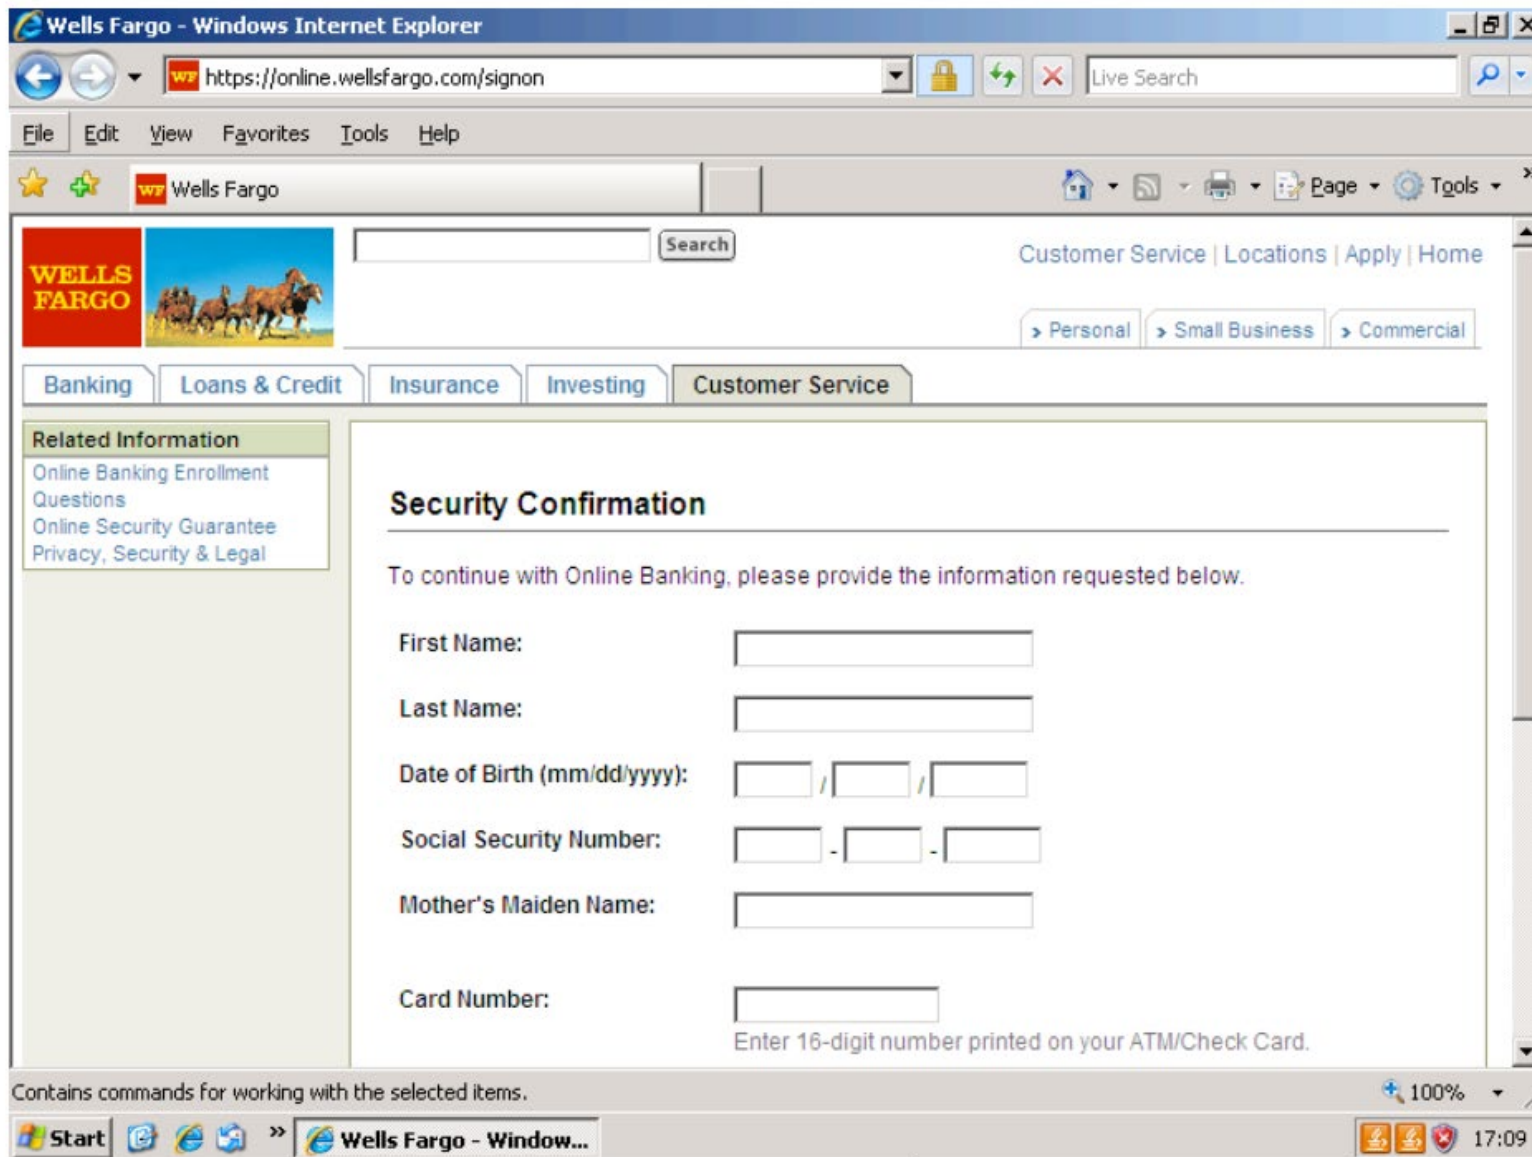 Wells Fargo - Windows Internet Explorer
https://online.wellsfargo.com/signon
Live Search
File Edit View Favorites Tools Help
WF Wells Fargo
Page Tools »
WELLS FARGO
Search
Customer Service | Locations | Apply | Home
› Personal › Small Business › Commercial
Banking Loans & Credit Insurance Investing Customer Service
Related Information
Online Banking Enrollment
Questions
Online Security Guarantee
Privacy, Security & Legal
Security Confirmation
To continue with Online Banking, please provide the information requested below.
First Name:
Last Name:
Date of Birth (mm/dd/yyyy): / /
Social Security Number: - -
Mother's Maiden Name:
Card Number:
Enter 16-digit number printed on your ATM/Check Card.
Contains commands for working with the selected items.
100%
Start » Wells Fargo - Window... 17:09